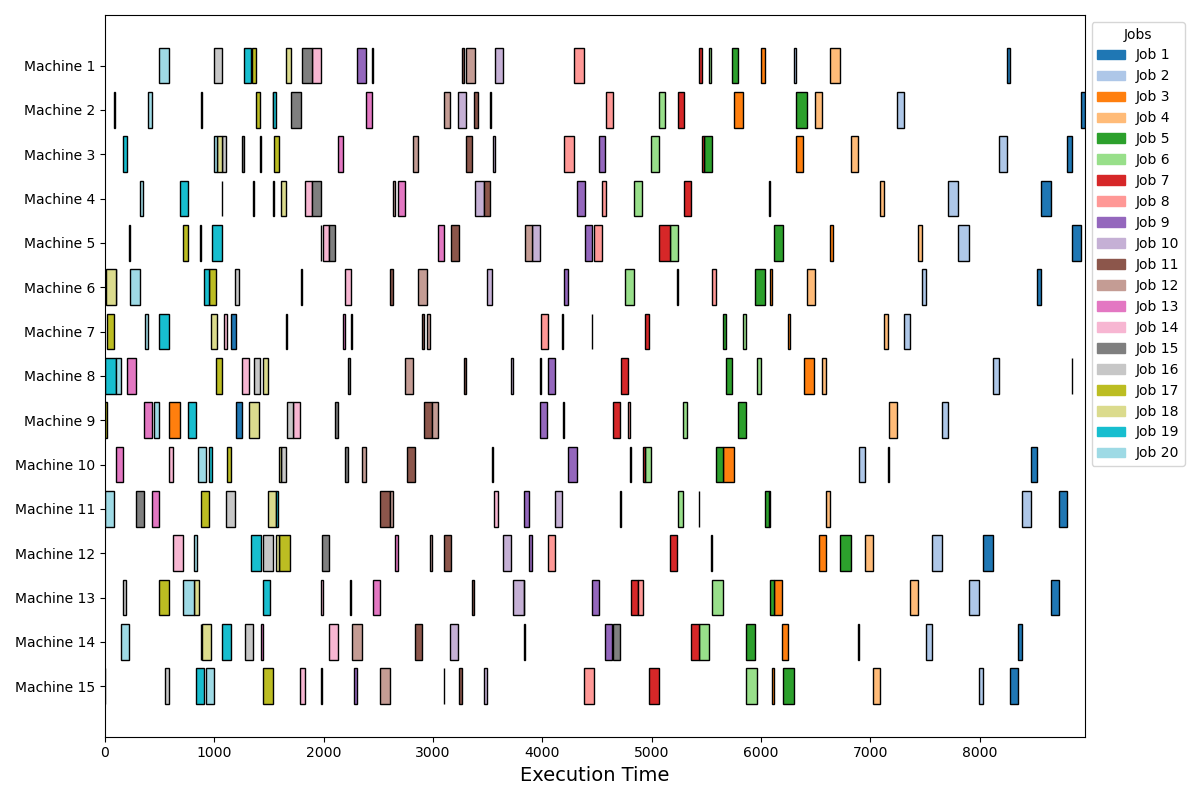 Machine 1
Machine 2
Machine 3
Machine 4
Machine 5
Machine 6
Machine 7
Machine 8
Machine 9
Machine 10
Machine 11
Machine 12
Machine 13
Machine 14
Machine 15
0 1000 2000 3000 4000 5000 6000 7000 8000
Execution Time
Jobs
Job 1
Job 2
Job 3
Job 4
Job 5
Job 6
Job 7
Job 8
Job 9
Job 10
Job 11
Job 12
Job 13
Job 14
Job 15
Job 16
Job 17
Job 18
Job 19
Job 20